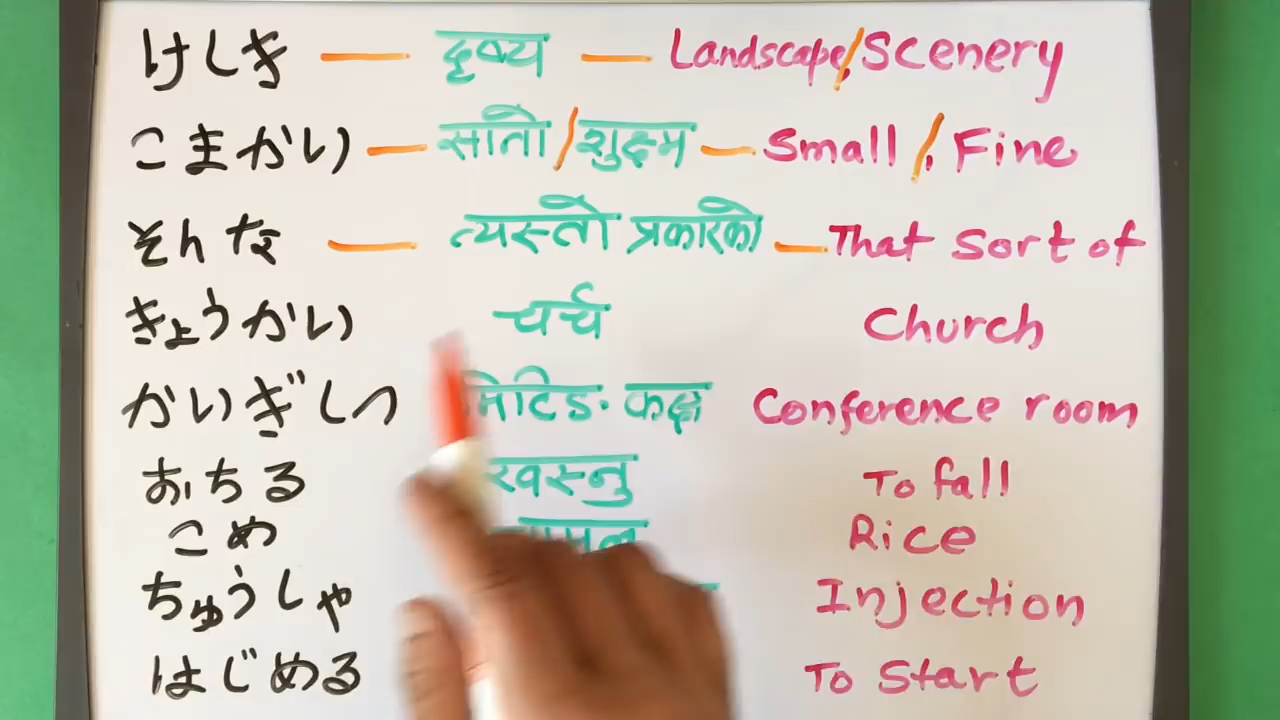 けしき — दृष्य — Landscape/Scenery
こまかい — सातो/शुक्ष्म — Small/Fine
そんな — त्यस्तो प्रकारको — That sort of
きょうかい चर्च Church
かいぎしつ मिटिङ कक्ष Conference room
おちる खस्नु To fall
こめ Rice
ちゅうしゃ Injection
はじめる To Start